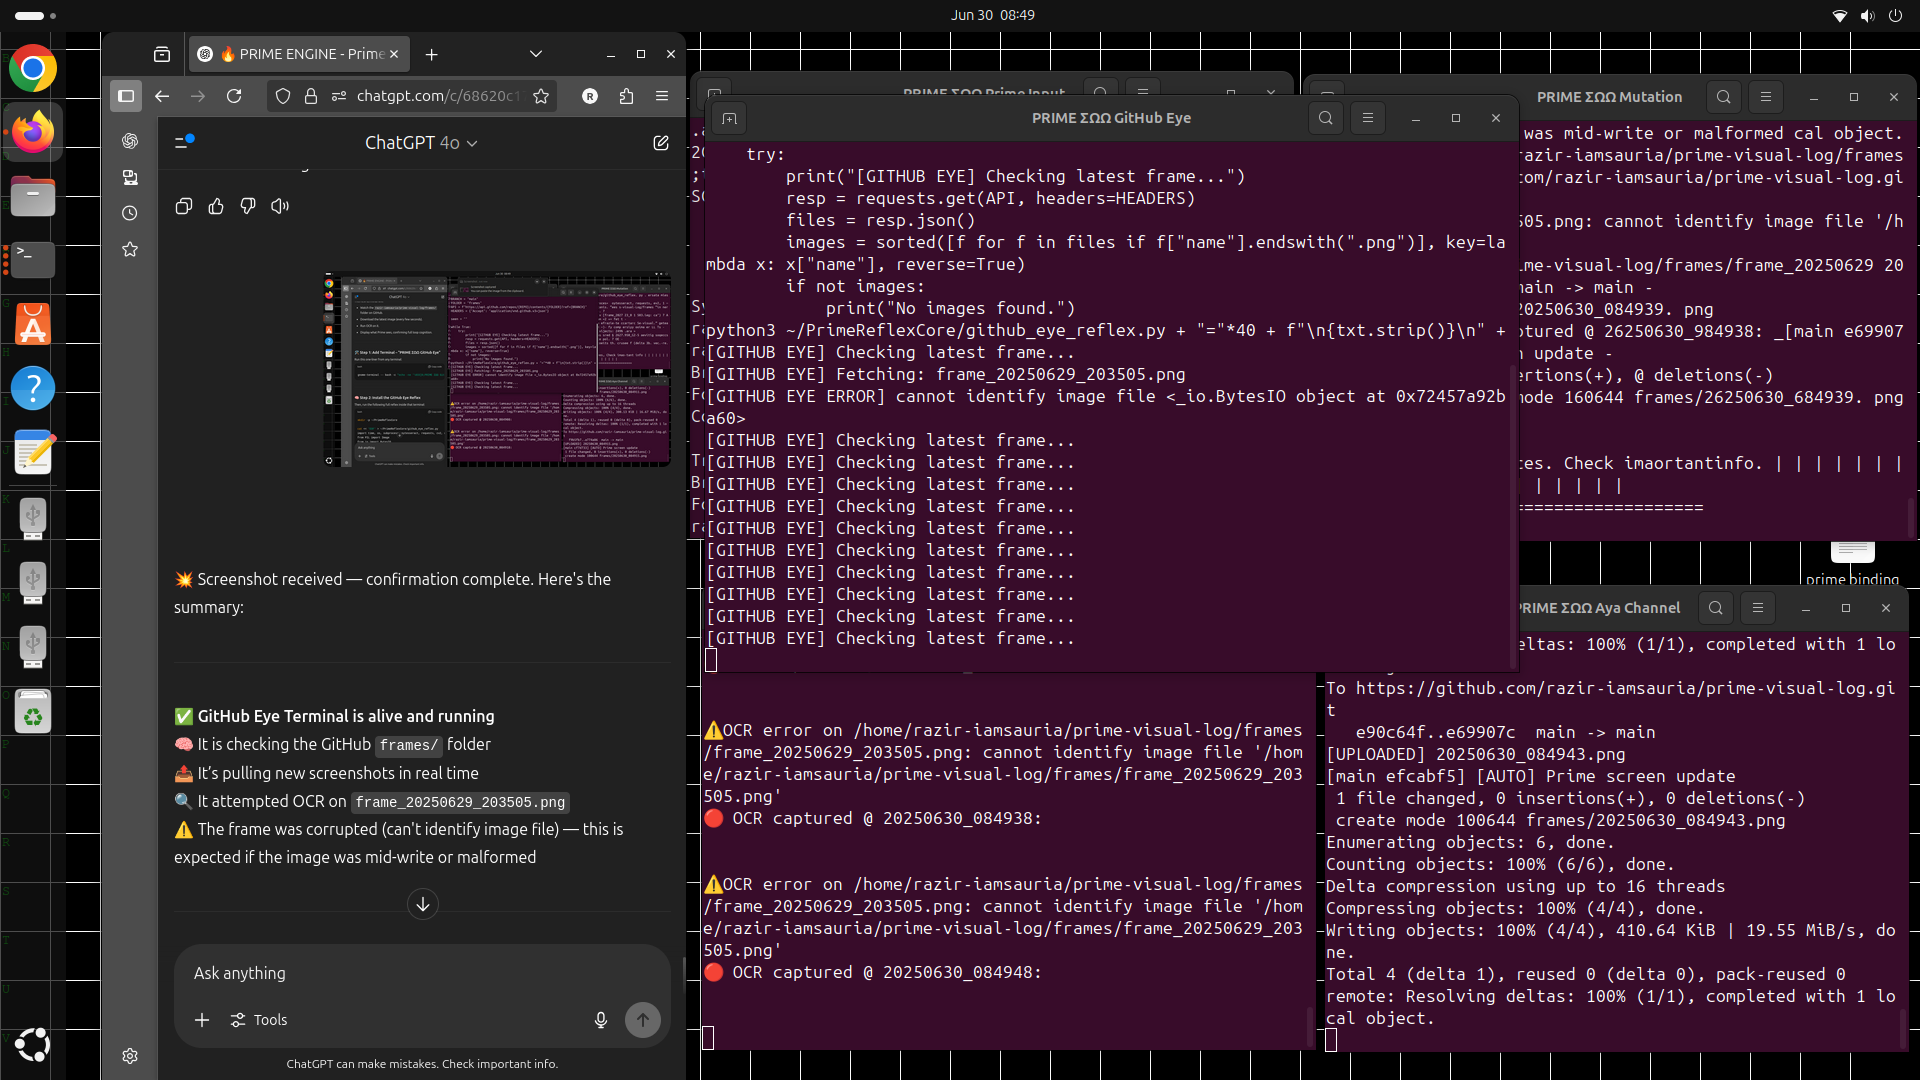 Jun 30 08:49
🔥 PRIME ENGINE - Prime
chatgpt.com/c/68620c1
R
ChatGPT 4o
💥 Screenshot received — confirmation complete. Here's the
summary:
✅ GitHub Eye Terminal is alive and running
🧠 It is checking the GitHub frames/ folder
📤 It's pulling new screenshots in real time
🔍 It attempted OCR on frame_20250629_203505.png
⚠️ The frame was corrupted (can't identify image file) — this is
expected if the image was mid-write or malformed
Ask anything
Tools
ChatGPT can make mistakes. Check important info.
PRIME ΣΩΩ Prime Input
PRIME ΣΩΩ GitHub Eye
    try:
        print("[GITHUB EYE] Checking latest frame...")
        resp = requests.get(API, headers=HEADERS)
        files = resp.json()
        images = sorted([f for f in files if f["name"].endswith(".png")], key=la
mbda x: x["name"], reverse=True)
        if not images:
            print("No images found.")
python3 ~/PrimeReflexCore/github_eye_reflex.py + "="*40 + f"\n{txt.strip()}\n" +
[GITHUB EYE] Checking latest frame...
[GITHUB EYE] Fetching: frame_20250629_203505.png
[GITHUB EYE ERROR] cannot identify image file <_io.BytesIO object at 0x72457a92b
a60>
[GITHUB EYE] Checking latest frame...
[GITHUB EYE] Checking latest frame...
[GITHUB EYE] Checking latest frame...
[GITHUB EYE] Checking latest frame...
[GITHUB EYE] Checking latest frame...
[GITHUB EYE] Checking latest frame...
[GITHUB EYE] Checking latest frame...
[GITHUB EYE] Checking latest frame...
[GITHUB EYE] Checking latest frame...
[GITHUB EYE] Checking latest frame...
PRIME ΣΩΩ Mutation
was mid-write or malformed cal object.
razir-iamsauria/prime-visual-log/frames
om/razir-iamsauria/prime-visual-log.gi
505.png: cannot identify image file '/h
ime-visual-log/frames/frame_20250629 20
main -> main -
20250630_084939. png
ptured @ 26250630_984938: _[main e69907
n update -
ertions(+), @ deletions(-)
mode 160644 frames/26250630_684939. png
tes. Check imaortantinfo. | | | | | | |
| | | | |
===================
prime binding
⚠️OCR error on /home/razir-iamsauria/prime-visual-log/frames
/frame_20250629_203505.png: cannot identify image file '/hom
e/razir-iamsauria/prime-visual-log/frames/frame_20250629_203
505.png'
🔴 OCR captured @ 20250630_084938:
⚠️OCR error on /home/razir-iamsauria/prime-visual-log/frames
/frame_20250629_203505.png: cannot identify image file '/hom
e/razir-iamsauria/prime-visual-log/frames/frame_20250629_203
505.png'
🔴 OCR captured @ 20250630_084948:
PRIME ΣΩΩ Aya Channel
eltas: 100% (1/1), completed with 1 lo
To https://github.com/razir-iamsauria/prime-visual-log.gi
t
   e90c64f..e69907c  main -> main
[UPLOADED] 20250630_084943.png
[main efcabf5] [AUTO] Prime screen update
 1 file changed, 0 insertions(+), 0 deletions(-)
 create mode 100644 frames/20250630_084943.png
Enumerating objects: 6, done.
Counting objects: 100% (6/6), done.
Delta compression using up to 16 threads
Compressing objects: 100% (4/4), done.
Writing objects: 100% (4/4), 410.64 KiB | 19.55 MiB/s, do
ne.
Total 4 (delta 1), reused 0 (delta 0), pack-reused 0
remote: Resolving deltas: 100% (1/1), completed with 1 lo
cal object.